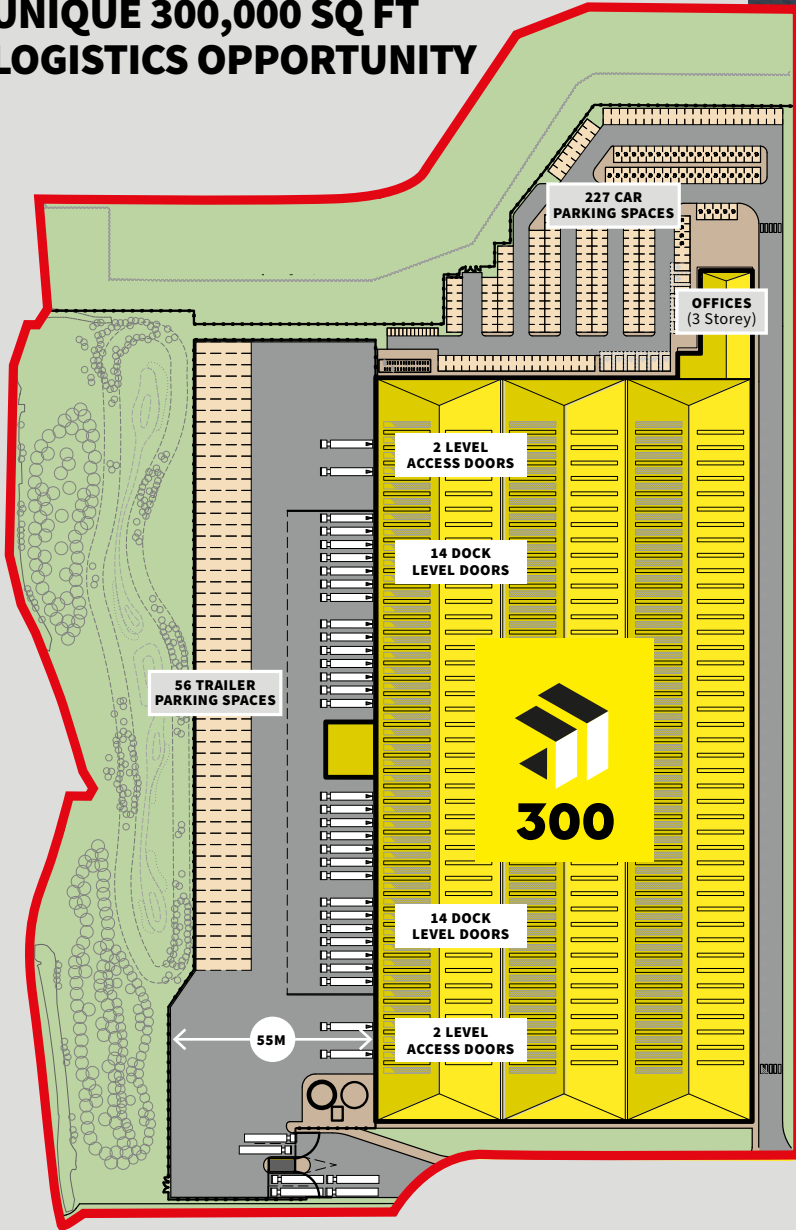 UNIQUE 300,000 SQ FT
LOGISTICS OPPORTUNITY
227 CAR
PARKING SPACES
OFFICES
(3 Storey)
2 LEVEL
ACCESS DOORS
14 DOCK
LEVEL DOORS
56 TRAILER
PARKING SPACES
300
14 DOCK
LEVEL DOORS
2 LEVEL
ACCESS DOORS
55M